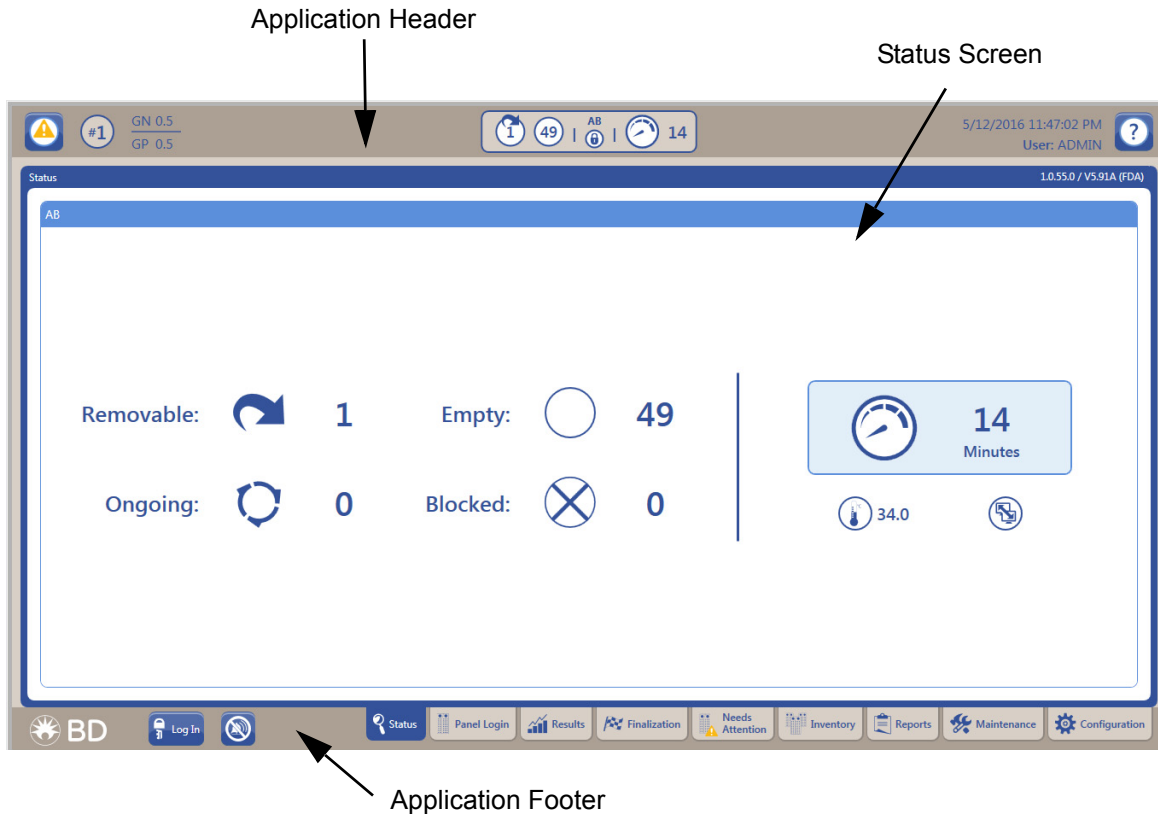 Application Header
Status Screen
#1
GN 0.5
GP 0.5
1 49 | AB | 14
5/12/2016 11:47:02 PM
User: ADMIN
?
Status 1.0.55.0 / V5.91A (FDA)
AB
Removable: 1 Empty: 49
14
Minutes
Ongoing: 0 Blocked: 0
34.0
BD Log In Status Panel Login Results Finalization Needs Attention Inventory Reports Maintenance Configuration
Application Footer